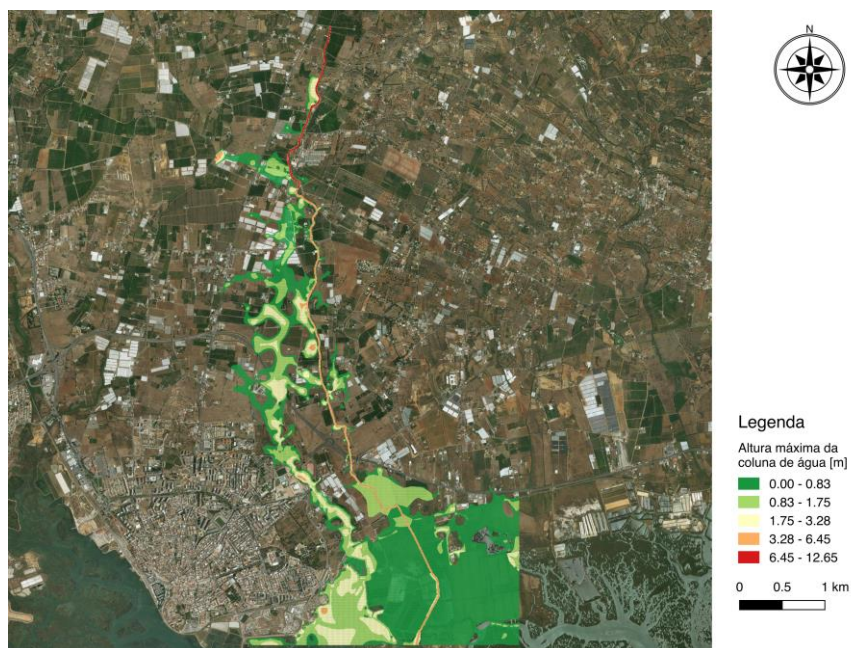 N
Legenda
Altura máxima da
coluna de água [m]
0.00 - 0.83
0.83 - 1.75
1.75 - 3.28
3.28 - 6.45
6.45 - 12.65
0 0.5 1 km